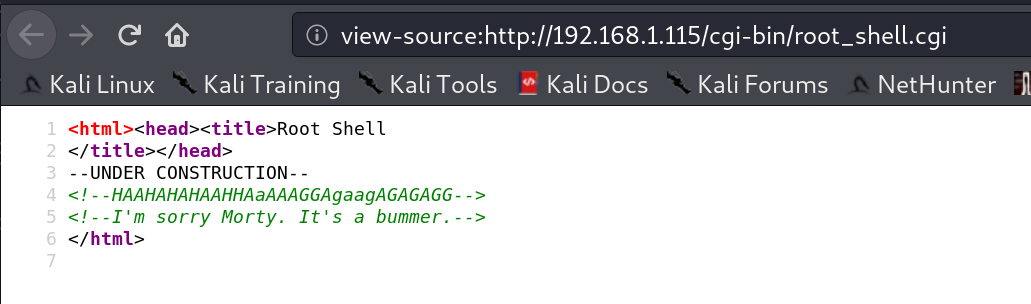 view-source:http://192.168.1.115/cgi-bin/root_shell.cgi
Kali Linux Kali Training Kali Tools Kali Docs Kali Forums NetHunter
1 <html><head><title>Root Shell
2 </title></head>
3 --UNDER CONSTRUCTION--
4 <!--HAAHAHAHAAHHAaAAAGGAgaagAGAGAGG-->
5 <!--I'm sorry Morty. It's a bummer.-->
6 </html>
7